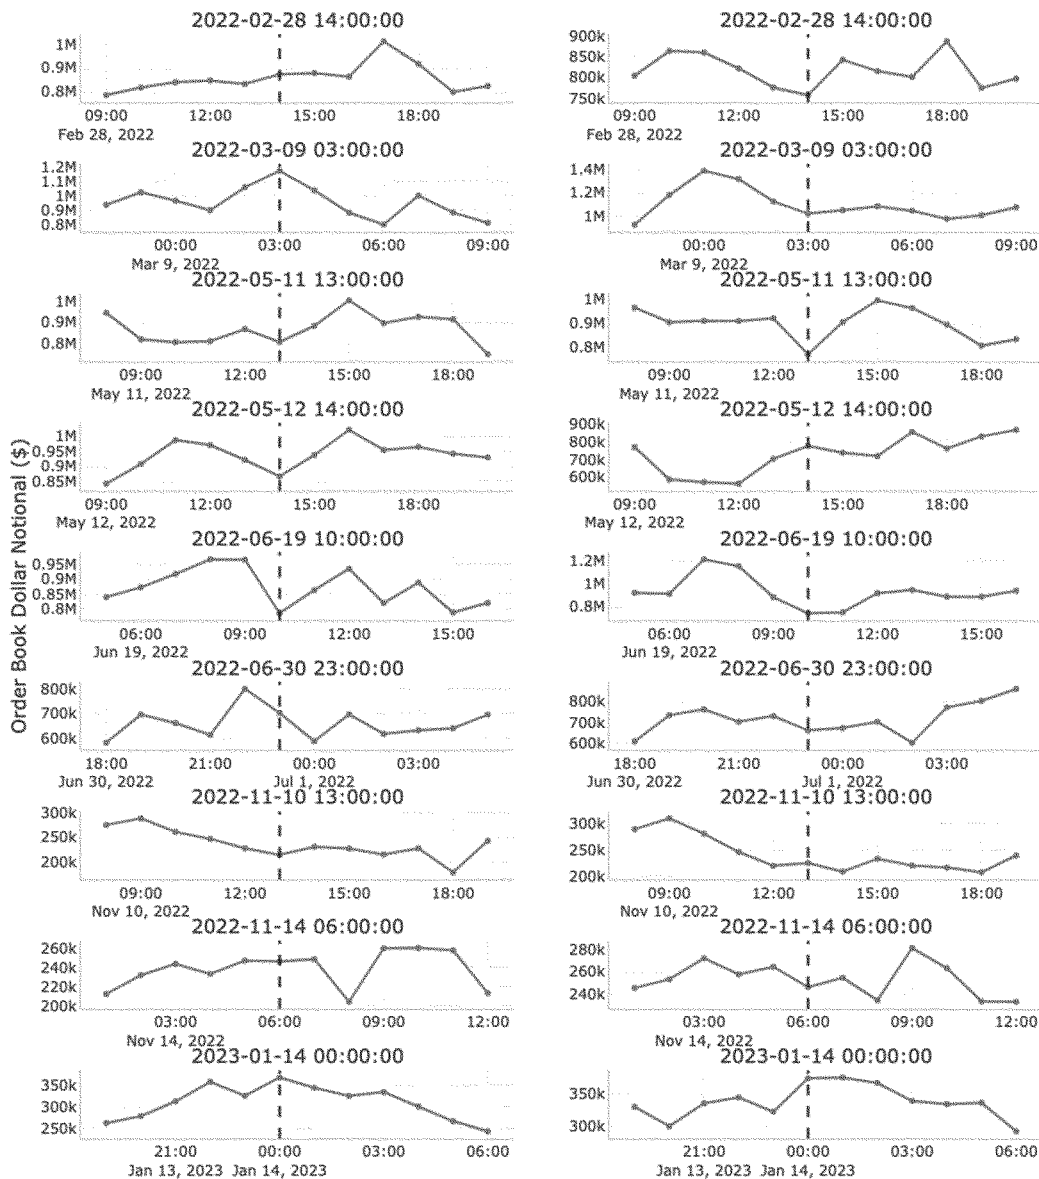 Order Book Dollar Notional ($)
2022-02-28 14:00:00
1M
0.9M
0.8M
09:00 12:00 15:00 18:00
Feb 28, 2022
2022-02-28 14:00:00
900k
850k
800k
750k
09:00 12:00 15:00 18:00
Feb 28, 2022
2022-03-09 03:00:00
1.2M
1.1M
1M
0.9M
0.8M
00:00 03:00 06:00 09:00
Mar 9, 2022
2022-03-09 03:00:00
1.4M
1.2M
1M
00:00 03:00 06:00 09:00
Mar 9, 2022
2022-05-11 13:00:00
1M
0.9M
0.8M
09:00 12:00 15:00 18:00
May 11, 2022
2022-05-11 13:00:00
1M
0.9M
0.8M
09:00 12:00 15:00 18:00
May 11, 2022
2022-05-12 14:00:00
1M
0.95M
0.9M
0.85M
09:00 12:00 15:00 18:00
May 12, 2022
2022-05-12 14:00:00
900k
800k
700k
600k
09:00 12:00 15:00 18:00
May 12, 2022
2022-06-19 10:00:00
0.95M
0.9M
0.85M
0.8M
06:00 09:00 12:00 15:00
Jun 19, 2022
2022-06-19 10:00:00
1.2M
1M
0.8M
06:00 09:00 12:00 15:00
Jun 19, 2022
2022-06-30 23:00:00
800k
700k
600k
18:00 21:00 00:00 03:00
Jun 30, 2022 Jul 1, 2022
2022-06-30 23:00:00
800k
700k
600k
18:00 21:00 00:00 03:00
Jun 30, 2022 Jul 1, 2022
2022-11-10 13:00:00
300k
250k
200k
09:00 12:00 15:00 18:00
Nov 10, 2022
2022-11-10 13:00:00
300k
250k
200k
09:00 12:00 15:00 18:00
Nov 10, 2022
2022-11-14 06:00:00
260k
240k
220k
200k
03:00 06:00 09:00 12:00
Nov 14, 2022
2022-11-14 06:00:00
280k
260k
240k
03:00 06:00 09:00 12:00
Nov 14, 2022
2023-01-14 00:00:00
350k
300k
250k
21:00 00:00 03:00 06:00
Jan 13, 2023 Jan 14, 2023
2023-01-14 00:00:00
350k
300k
21:00 00:00 03:00 06:00
Jan 13, 2023 Jan 14, 2023